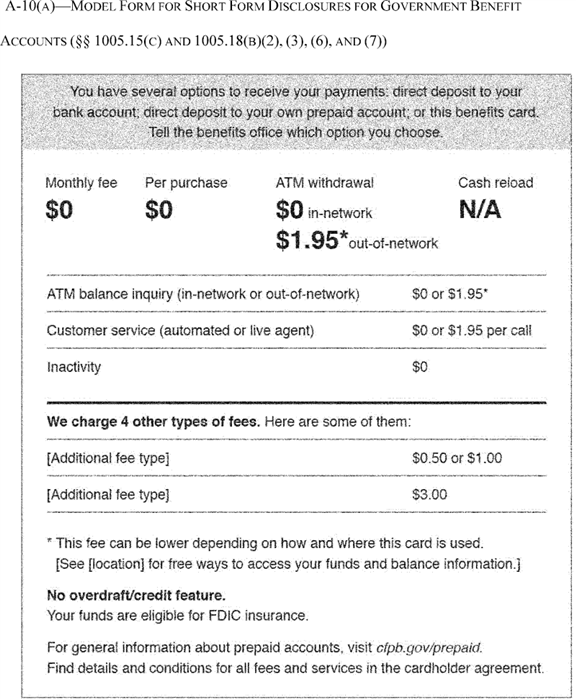 A-10(A)—MODEL FORM FOR SHORT FORM DISCLOSURES FOR GOVERNMENT BENEFIT
ACCOUNTS (§§ 1005.15(C) AND 1005.18(B)(2), (3), (6), AND (7))
You have several options to receive your payments: direct deposit to your
bank account; direct deposit to your own prepaid account; or this benefits card.
Tell the benefits office which option you choose.
Monthly fee Per purchase ATM withdrawal Cash reload
$0 $0 $0 in-network N/A
$1.95* out-of-network
ATM balance inquiry (in-network or out-of-network) $0 or $1.95*
Customer service (automated or live agent) $0 or $1.95 per call
Inactivity $0
We charge 4 other types of fees. Here are some of them:
[Additional fee type] $0.50 or $1.00
[Additional fee type] $3.00
* This fee can be lower depending on how and where this card is used.
[See [location] for free ways to access your funds and balance information.]
No overdraft/credit feature.
Your funds are eligible for FDIC insurance.
For general information about prepaid accounts, visit cfpb.gov/prepaid.
Find details and conditions for all fees and services in the cardholder agreement.